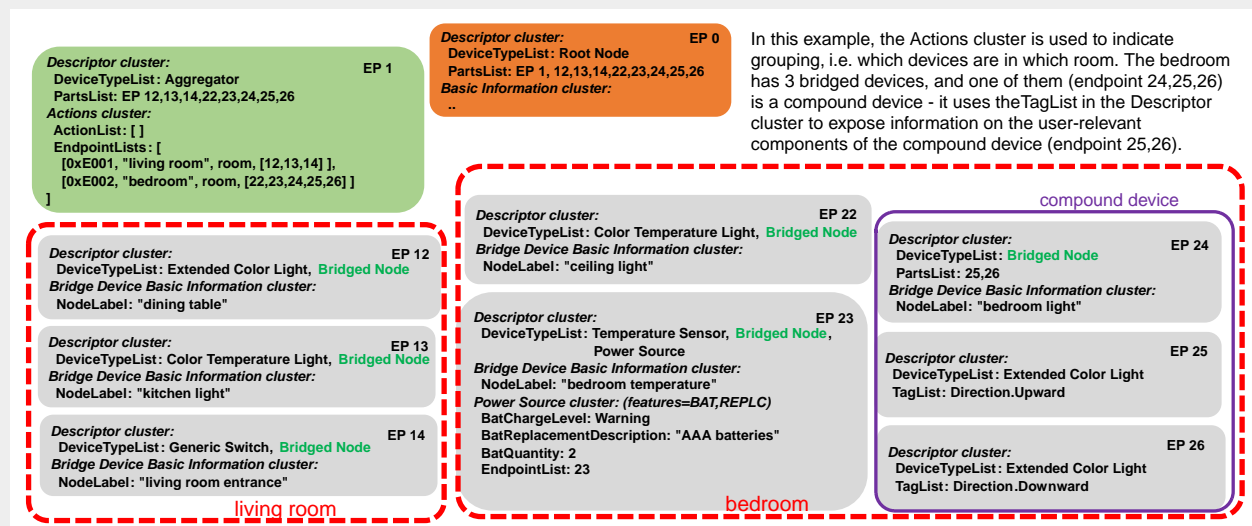 Descriptor cluster: EP 1
DeviceTypeList: Aggregator
PartsList: EP 12,13,14,22,23,24,25,26
Actions cluster:
ActionList: [ ]
EndpointLists: [
[0xE001, "living room", room, [12,13,14] ],
[0xE002, "bedroom", room, [22,23,24,25,26] ]
]
Descriptor cluster: EP 0
DeviceTypeList: Root Node
PartsList: EP 1, 12,13,14,22,23,24,25,26
Basic Information cluster:
..
In this example, the Actions cluster is used to indicate
grouping, i.e. which devices are in which room. The bedroom
has 3 bridged devices, and one of them (endpoint 24,25,26)
is a compound device - it uses theTagList in the Descriptor
cluster to expose information on the user-relevant
components of the compound device (endpoint 25,26).
Descriptor cluster: EP 12
DeviceTypeList: Extended Color Light, Bridged Node
Bridge Device Basic Information cluster:
NodeLabel: "dining table"
Descriptor cluster: EP 13
DeviceTypeList: Color Temperature Light, Bridged Node
Bridge Device Basic Information cluster:
NodeLabel: "kitchen light"
Descriptor cluster: EP 14
DeviceTypeList: Generic Switch, Bridged Node
Bridge Device Basic Information cluster:
NodeLabel: "living room entrance"
living room
Descriptor cluster: EP 22
DeviceTypeList: Color Temperature Light, Bridged Node
Bridge Device Basic Information cluster:
NodeLabel: "ceiling light"
Descriptor cluster: EP 23
DeviceTypeList: Temperature Sensor, Bridged Node,
Power Source
Bridge Device Basic Information cluster:
NodeLabel: "bedroom temperature"
Power Source cluster: (features=BAT,REPLC)
BatChargeLevel: Warning
BatReplacementDescription: "AAA batteries"
BatQuantity: 2
EndpointList: 23
bedroom
compound device
Descriptor cluster: EP 24
DeviceTypeList: Bridged Node
PartsList: 25,26
Bridge Device Basic Information cluster:
NodeLabel: "bedroom light"
Descriptor cluster: EP 25
DeviceTypeList: Extended Color Light
TagList: Direction.Upward
Descriptor cluster: EP 26
DeviceTypeList: Extended Color Light
TagList: Direction.Downward